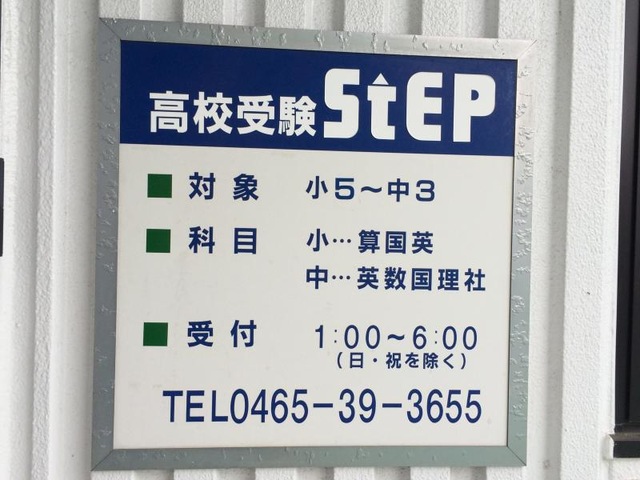 高校受験 StEP
■ 対象 小5～中3
■ 科目 小…算国英
中…英数国理社
■ 受付 1:00～6:00
（日・祝を除く）
TEL0465-39-3655